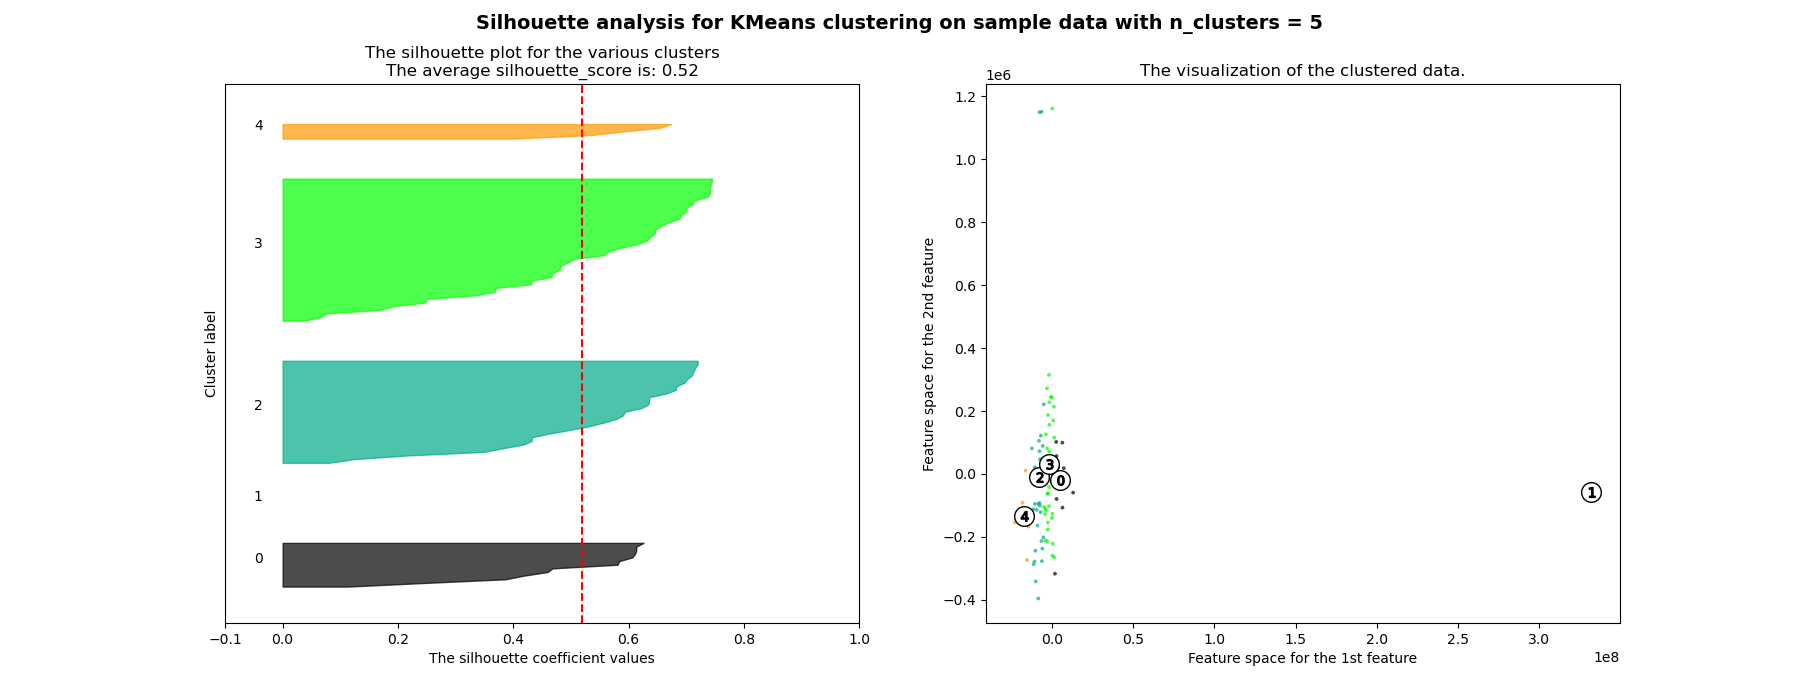 Silhouette analysis for KMeans clustering on sample data with n_clusters = 5
The silhouette plot for the various clusters
The average silhouette_score is: 0.52
4
3
2
1
0
Cluster label
−0.1 0.0 0.2 0.4 0.6 0.8 1.0
The silhouette coefficient values
The visualization of the clustered data.
1e6
1.2
1.0
0.8
0.6
0.4
0.2
0.0
−0.2
−0.4
Feature space for the 2nd feature
3
2 0
1
4
0.0 0.5 1.0 1.5 2.0 2.5 3.0
1e8
Feature space for the 1st feature